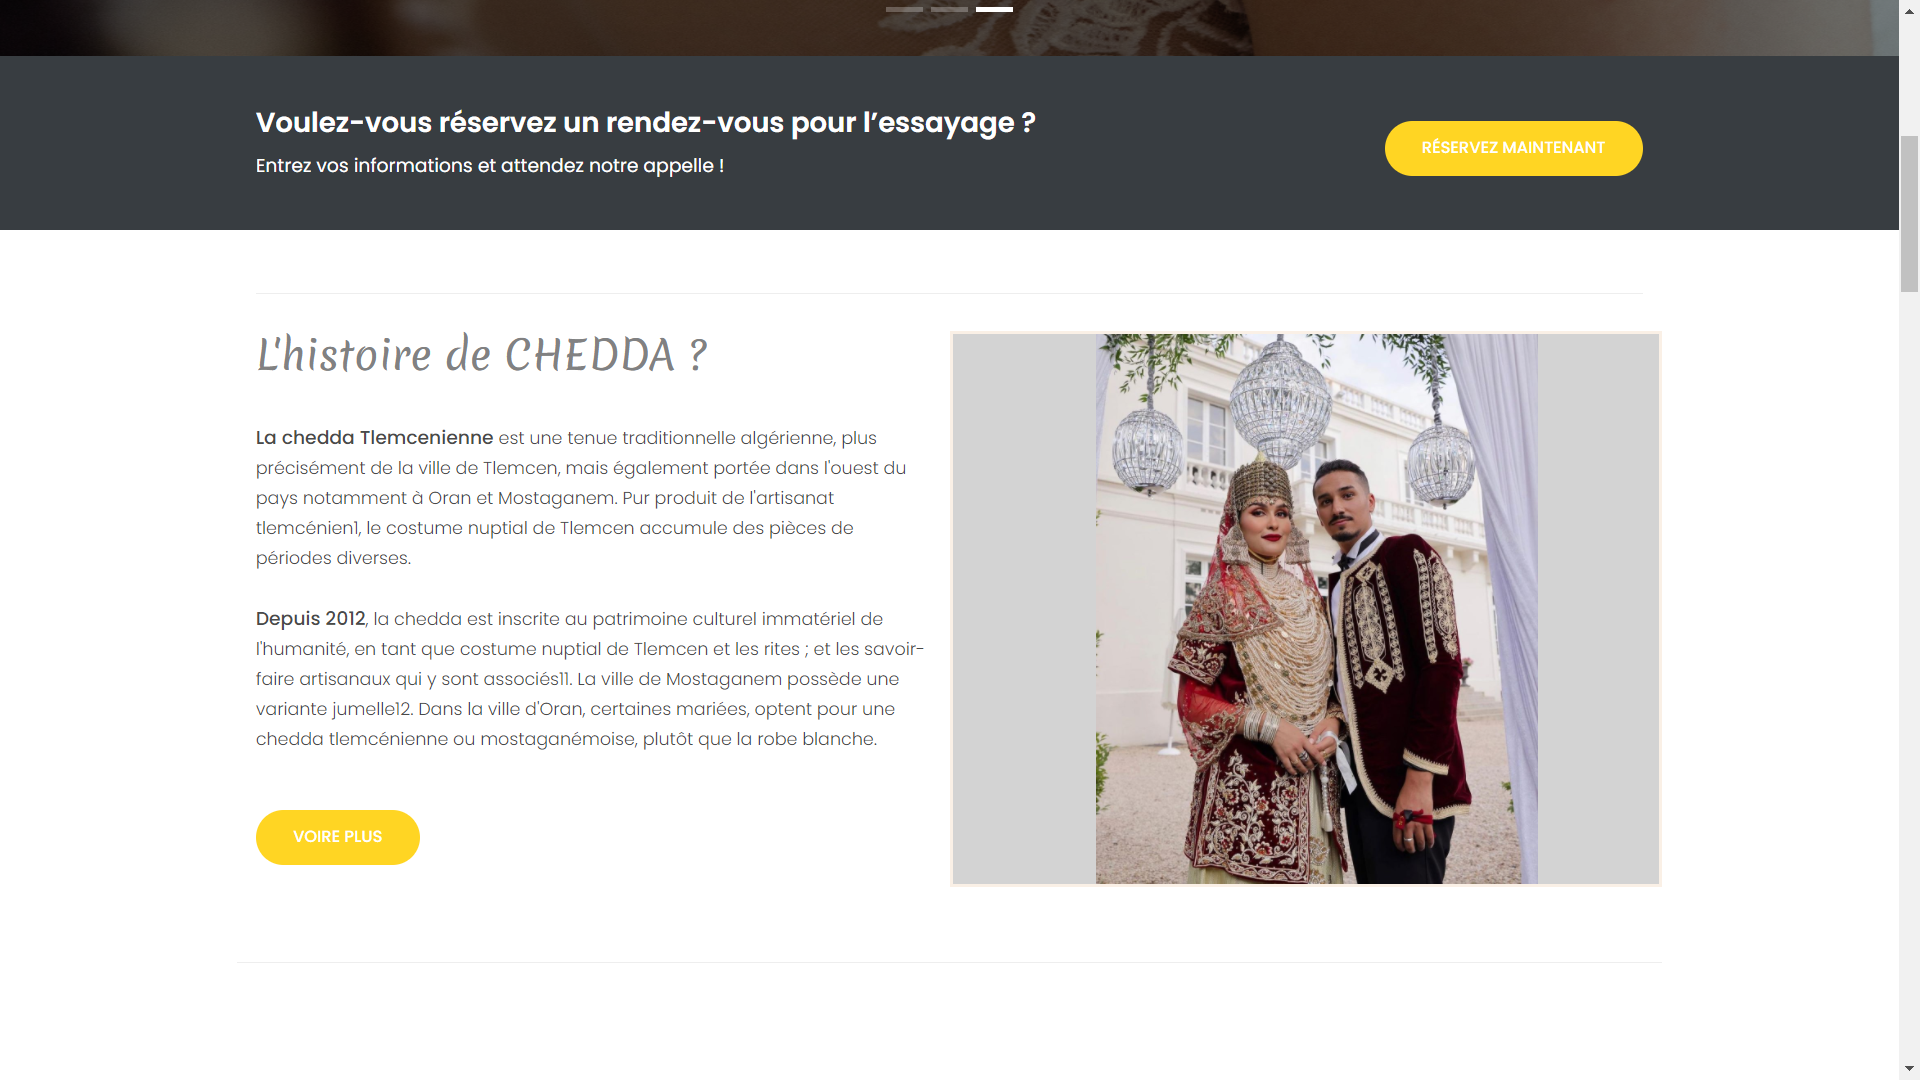 Voulez-vous réservez un rendez-vous pour l’essayage ?
Entrez vos informations et attendez notre appelle !
RÉSERVEZ MAINTENANT
L'histoire de CHEDDA ?
La chedda Tlemcenienne est une tenue traditionnelle algérienne, plus
précisément de la ville de Tlemcen, mais également portée dans l'ouest du
pays notamment à Oran et Mostaganem. Pur produit de l'artisanat
tlemcénien1, le costume nuptial de Tlemcen accumule des pièces de
périodes diverses.
Depuis 2012, la chedda est inscrite au patrimoine culturel immatériel de
l'humanité, en tant que costume nuptial de Tlemcen et les rites ; et les savoir-
faire artisanaux qui y sont associés11. La ville de Mostaganem possède une
variante jumelle12. Dans la ville d'Oran, certaines mariées, optent pour une
chedda tlemcénienne ou mostaganémoise, plutôt que la robe blanche.
VOIRE PLUS